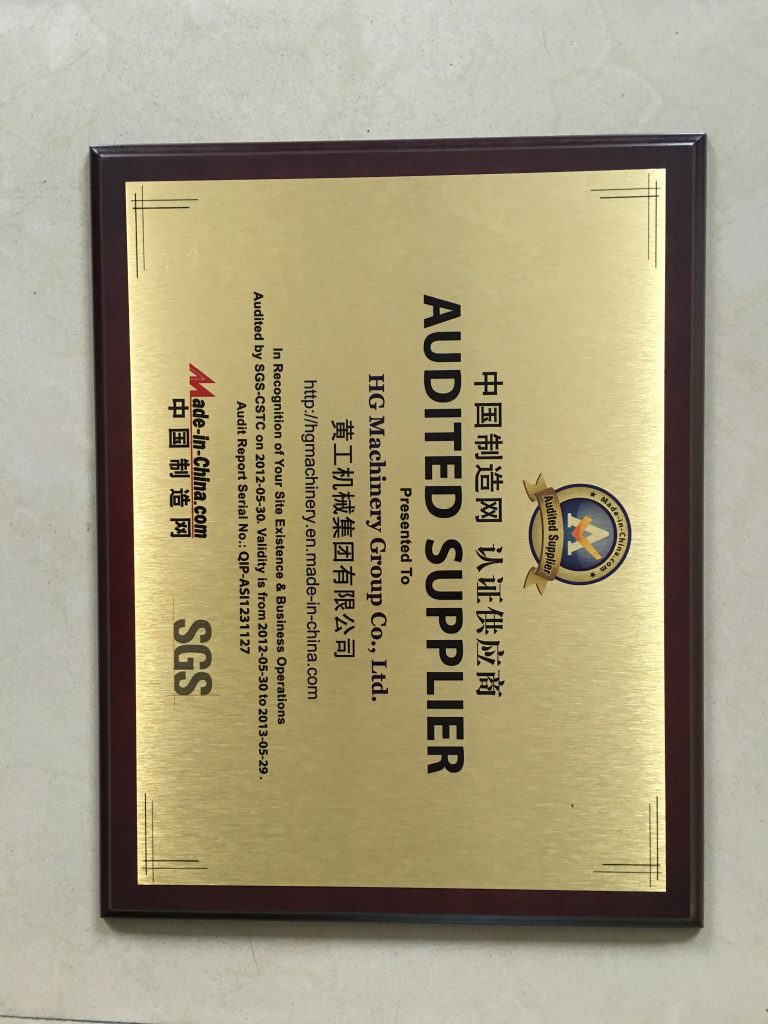 Made-in-China.com
Audited Supplier
中国制造网 认证供应商
AUDITED SUPPLIER
Presented To
HG Machinery Group Co., Ltd.
黄工机械集团有限公司
http://hgmachinery.en.made-in-china.com
In Recognition of Your Site Existence & Business Operations
Audited by SGS-CSTC on 2012-05-30. Validity is from 2012-05-30 to 2013-05-29.
Audit Report Serial No.: QIP-ASI1231127
Made-in-China.com
中国制造网
SGS